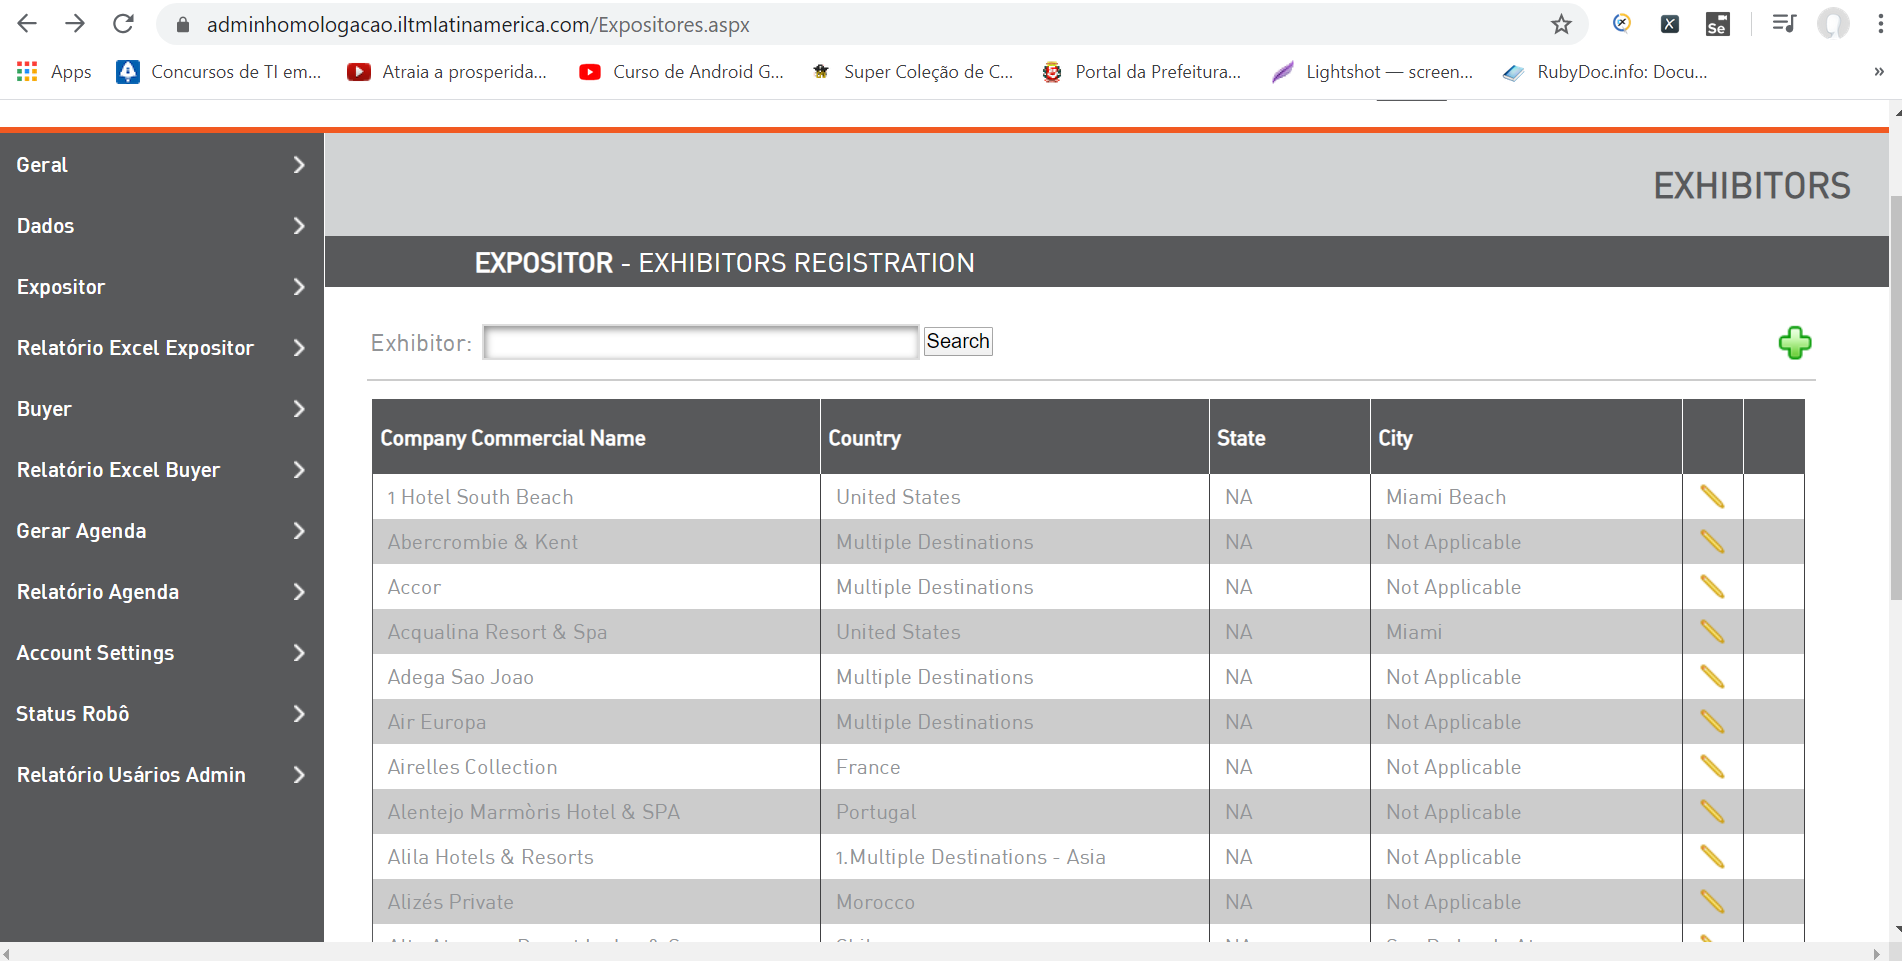 adminhomologacao.iltmlatinamerica.com/Expositores.aspx
Se
Apps Concursos de TI em... Atraia a prosperida... Curso de Android G... Super Coleção de C... Portal da Prefeitura... Lightshot — screen... RubyDoc.info: Docu... »
Geral
Dados
Expositor
Relatório Excel Expositor
Buyer
Relatório Excel Buyer
Gerar Agenda
Relatório Agenda
Account Settings
Status Robô
Relatório Usários Admin
EXHIBITORS
EXPOSITOR - EXHIBITORS REGISTRATION
Exhibitor: Search
Company Commercial Name Country State City
1 Hotel South Beach United States NA Miami Beach
Abercrombie & Kent Multiple Destinations NA Not Applicable
Accor Multiple Destinations NA Not Applicable
Acqualina Resort & Spa United States NA Miami
Adega Sao Joao Multiple Destinations NA Not Applicable
Air Europa Multiple Destinations NA Not Applicable
Airelles Collection France NA Not Applicable
Alentejo Marmòris Hotel & SPA Portugal NA Not Applicable
Alila Hotels & Resorts 1.Multiple Destinations - Asia NA Not Applicable
Alizés Private Morocco NA Not Applicable